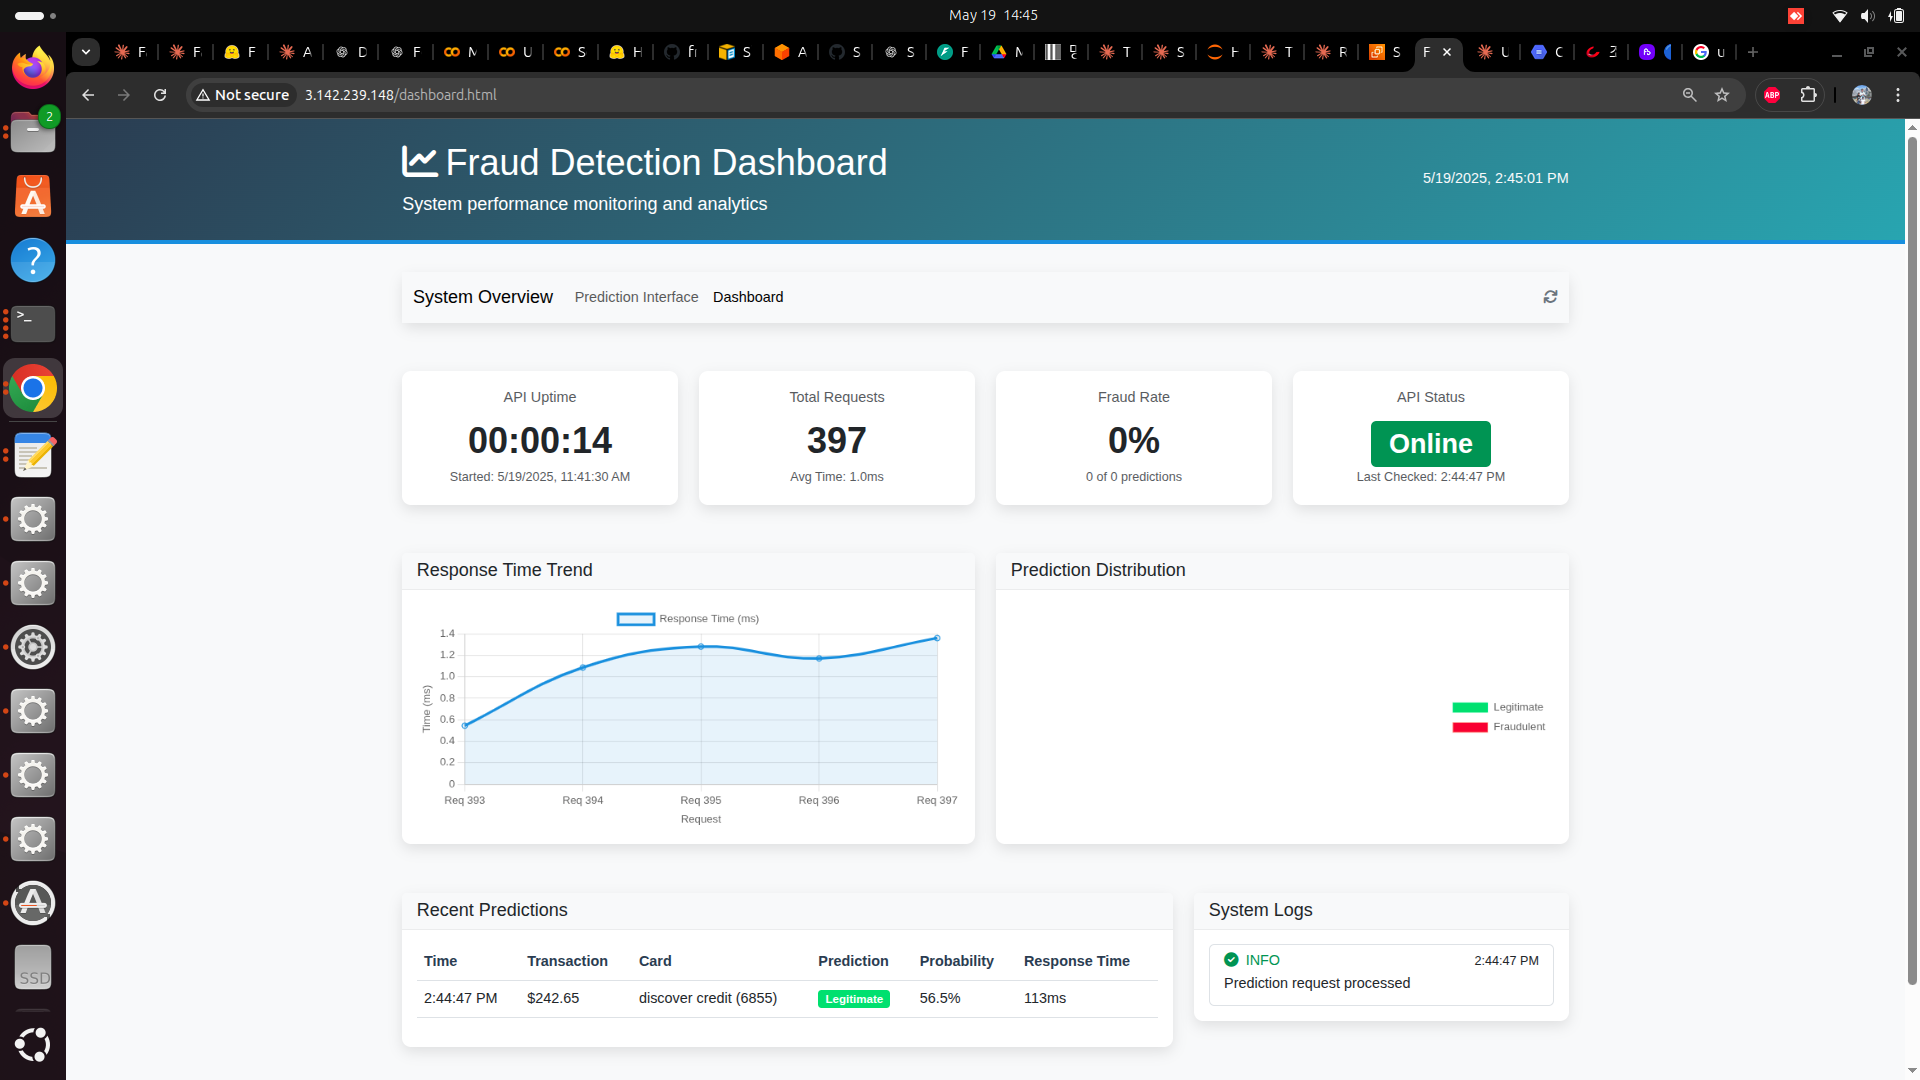 May 19 14:45
F
F
F
A
D
F
M
U
S
H
fr
S
A
S
S
F
M
T
S
H
T
R
S
F
U
C
3
u
Not secure 3.142.239.148/dashboard.html
ABP
2
Fraud Detection Dashboard
System performance monitoring and analytics
5/19/2025, 2:45:01 PM
System Overview Prediction Interface Dashboard
API Uptime
00:00:14
Started: 5/19/2025, 11:41:30 AM
Total Requests
397
Avg Time: 1.0ms
Fraud Rate
0%
0 of 0 predictions
API Status
Online
Last Checked: 2:44:47 PM
Response Time Trend
Response Time (ms)
1.4
1.2
1.0
0.8
0.6
0.4
0.2
0
Time (ms)
Req 393 Req 394 Req 395 Req 396 Req 397
Request
Prediction Distribution
Legitimate
Fraudulent
Recent Predictions
Time Transaction Card Prediction Probability Response Time
2:44:47 PM $242.65 discover credit (6855) Legitimate 56.5% 113ms
System Logs
INFO 2:44:47 PM
Prediction request processed
SSD